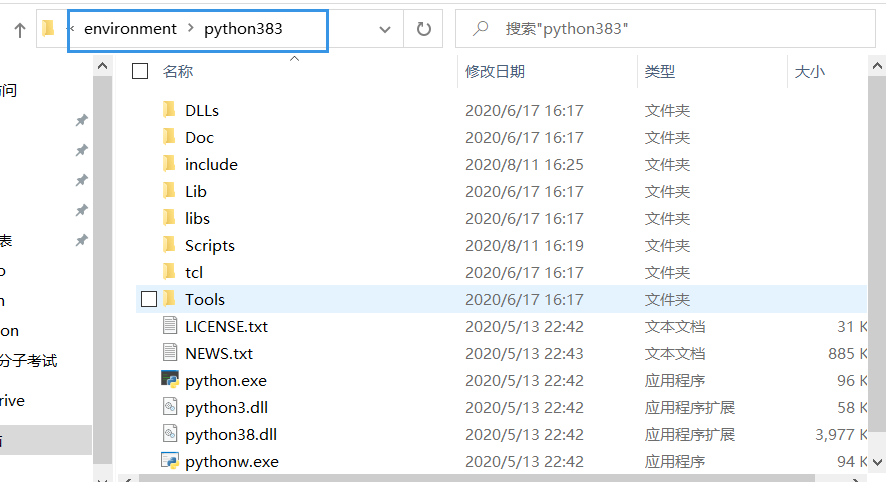 environment > python383
搜索"python383"
名称 修改日期 类型 大小
DLLs 2020/6/17 16:17 文件夹
Doc 2020/6/17 16:17 文件夹
include 2020/8/11 16:25 文件夹
Lib 2020/6/17 16:17 文件夹
libs 2020/6/17 16:17 文件夹
Scripts 2020/8/11 16:19 文件夹
tcl 2020/6/17 16:17 文件夹
Tools 2020/6/17 16:17 文件夹
LICENSE.txt 2020/5/13 22:42 文本文档 31 K
NEWS.txt 2020/5/13 22:43 文本文档 885 K
python.exe 2020/5/13 22:42 应用程序 96 K
python3.dll 2020/5/13 22:42 应用程序扩展 58 K
python38.dll 2020/5/13 22:42 应用程序扩展 3,977 K
pythonw.exe 2020/5/13 22:42 应用程序 94 K
问
表
on
分子考试
rive